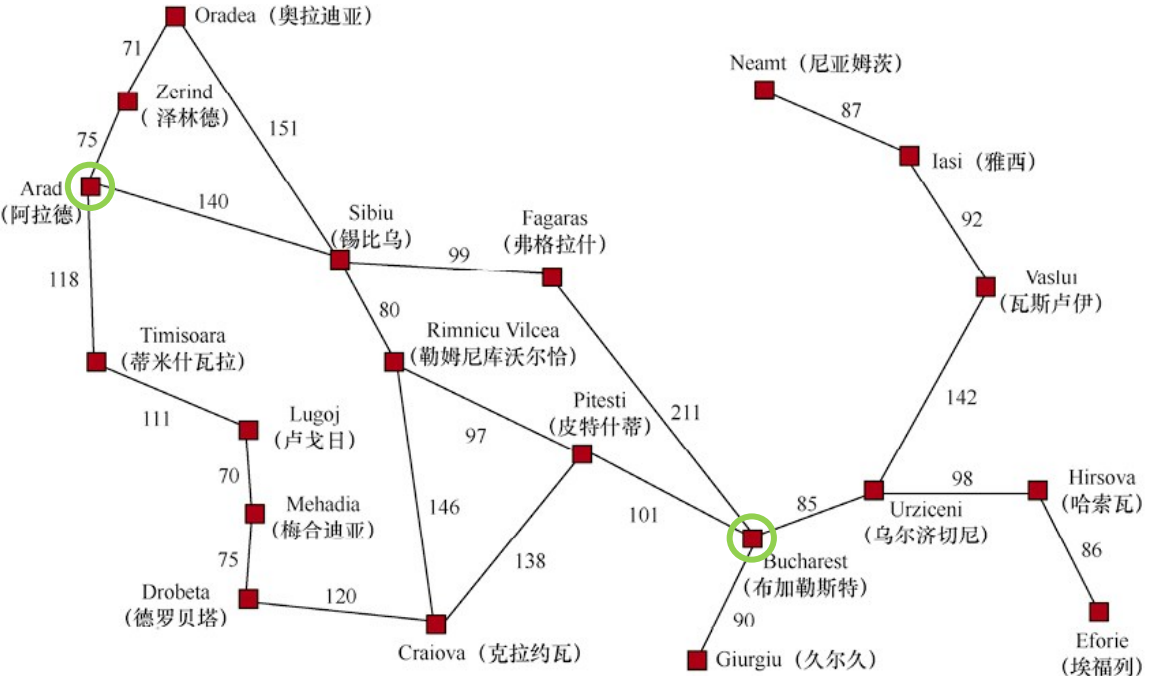 Oradea（奥拉迪亚）
71
Neamt（尼亚姆茨）
Zerind
（ 泽林德）
87
151
75
Iasi（雅西）
Arad
（阿拉德）
140
Sibiu
（锡比乌）
Fagaras
（弗格拉什）
92
99
118
Vaslui
（瓦斯卢伊）
80
Timisoara
（蒂米什瓦拉）
Rimnicu Vilcea
（勒姆尼库沃尔恰）
142
Pitesti
（皮特什蒂）
211
111
Lugoj
（卢戈日）
97
70
98
Hirsova
（哈索瓦）
Mehadia
（梅合迪亚）
146
101
85
Urziceni
（乌尔济切尼）
75
138
86
Bucharest
（布加勒斯特）
Drobeta
（德罗贝塔）
120
90
Craiova（克拉约瓦）
Giurgiu（久尔久）
Eforie
（埃福列）